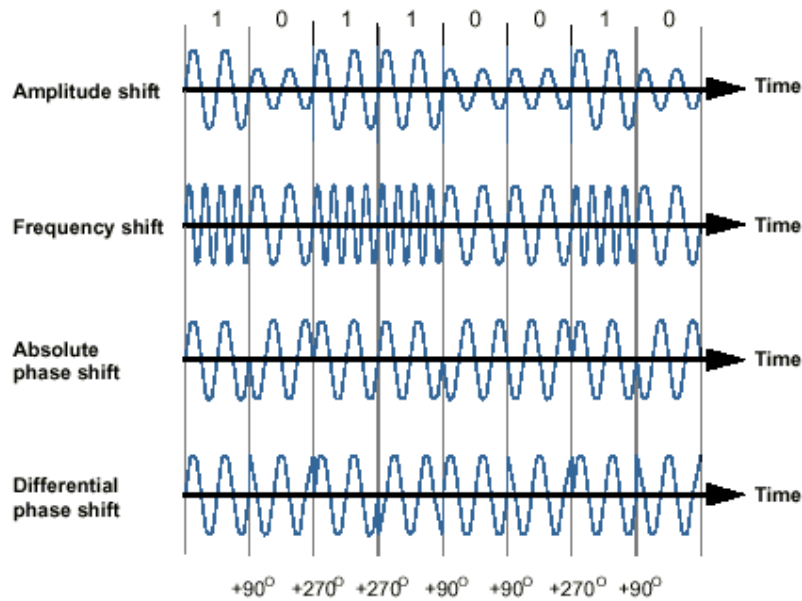 1 0 1 1 0 0 1 0
Amplitude shift
Time
Frequency shift
Time
Absolute
phase shift
Time
Differential
phase shift
Time
+90° +270° +270° +90° +90° +270° +90°